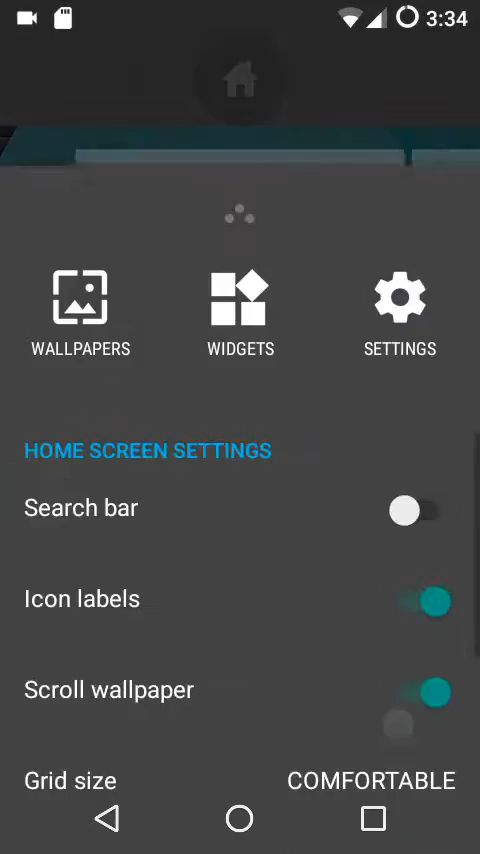 3:34
WALLPAPERS
WIDGETS
SETTINGS
HOME SCREEN SETTINGS
Search bar
Icon labels
Scroll wallpaper
Grid size COMFORTABLE